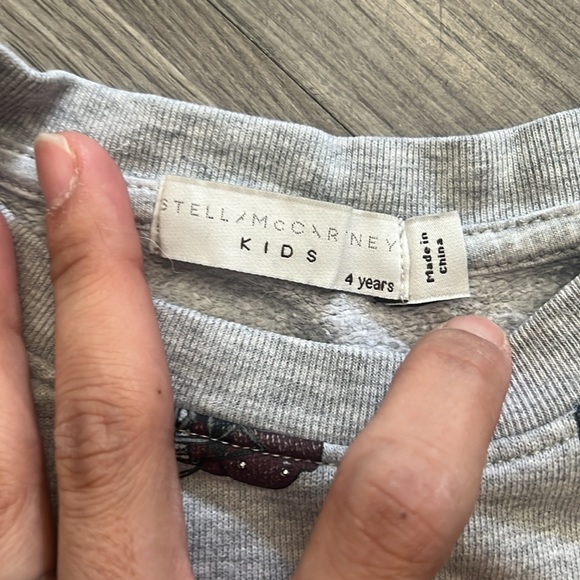 STELLA McCARTNEY
KIDS
4 years
Made in
China